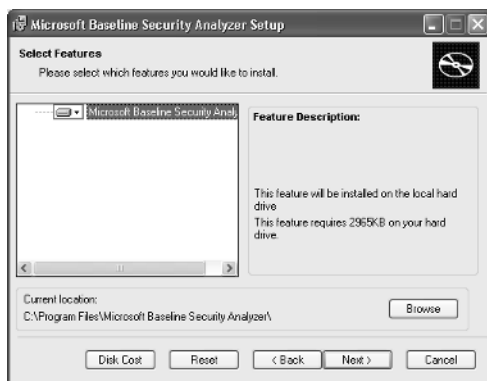 Microsoft Baseline Security Analyzer Setup
Select Features
Please select which features you would like to install.
Microsoft Baseline Security Anal
Feature Description:
This feature will be installed on the local hard
drive
This feature requires 2965KB on your hard
drive.
Current location:
C:\Program Files\Microsoft Baseline Security Analyzer\
Browse
Disk Cost
Reset
< Back
Next >
Cancel